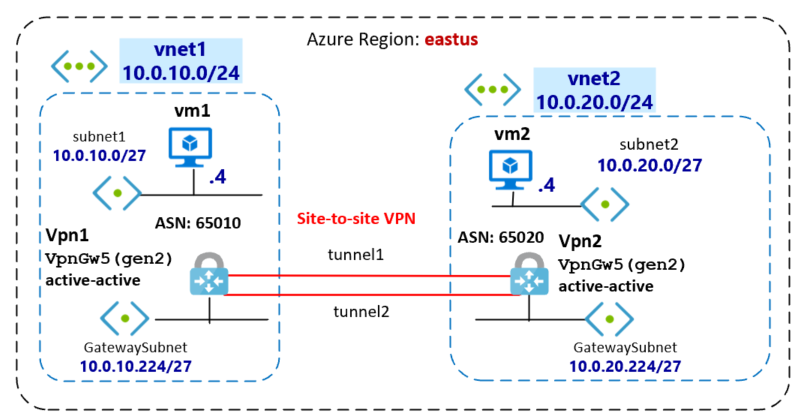 Azure Region: eastus
vnet1
10.0.10.0/24
vnet2
10.0.20.0/24
vm1
subnet1
10.0.10.0/27
.4
vm2
subnet2
10.0.20.0/27
.4
ASN: 65010
Site-to-site VPN
ASN: 65020
Vpn1
VpnGw5(gen2)
active-active
tunnel1
tunnel2
Vpn2
VpnGw5(gen2)
active-active
GatewaySubnet
10.0.10.224/27
GatewaySubnet
10.0.20.224/27